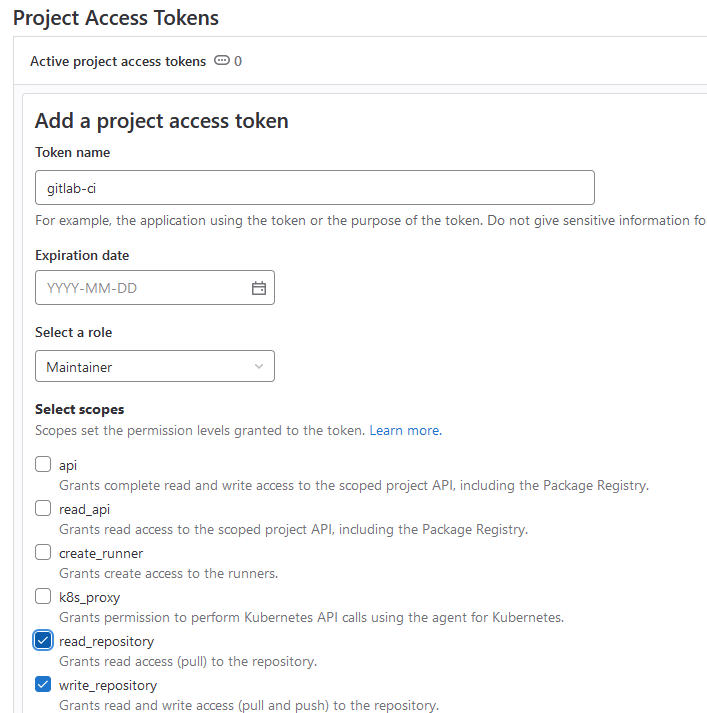 Project Access Tokens
Active project access tokens 0
Add a project access token
Token name
gitlab-ci
For example, the application using the token or the purpose of the token. Do not give sensitive information fo
Expiration date
YYYY-MM-DD
Select a role
Maintainer
Select scopes
Scopes set the permission levels granted to the token. Learn more.
api
Grants complete read and write access to the scoped project API, including the Package Registry.
read_api
Grants read access to the scoped project API, including the Package Registry.
create_runner
Grants create access to the runners.
k8s_proxy
Grants permission to perform Kubernetes API calls using the agent for Kubernetes.
read_repository
Grants read access (pull) to the repository.
write_repository
Grants read and write access (pull and push) to the repository.